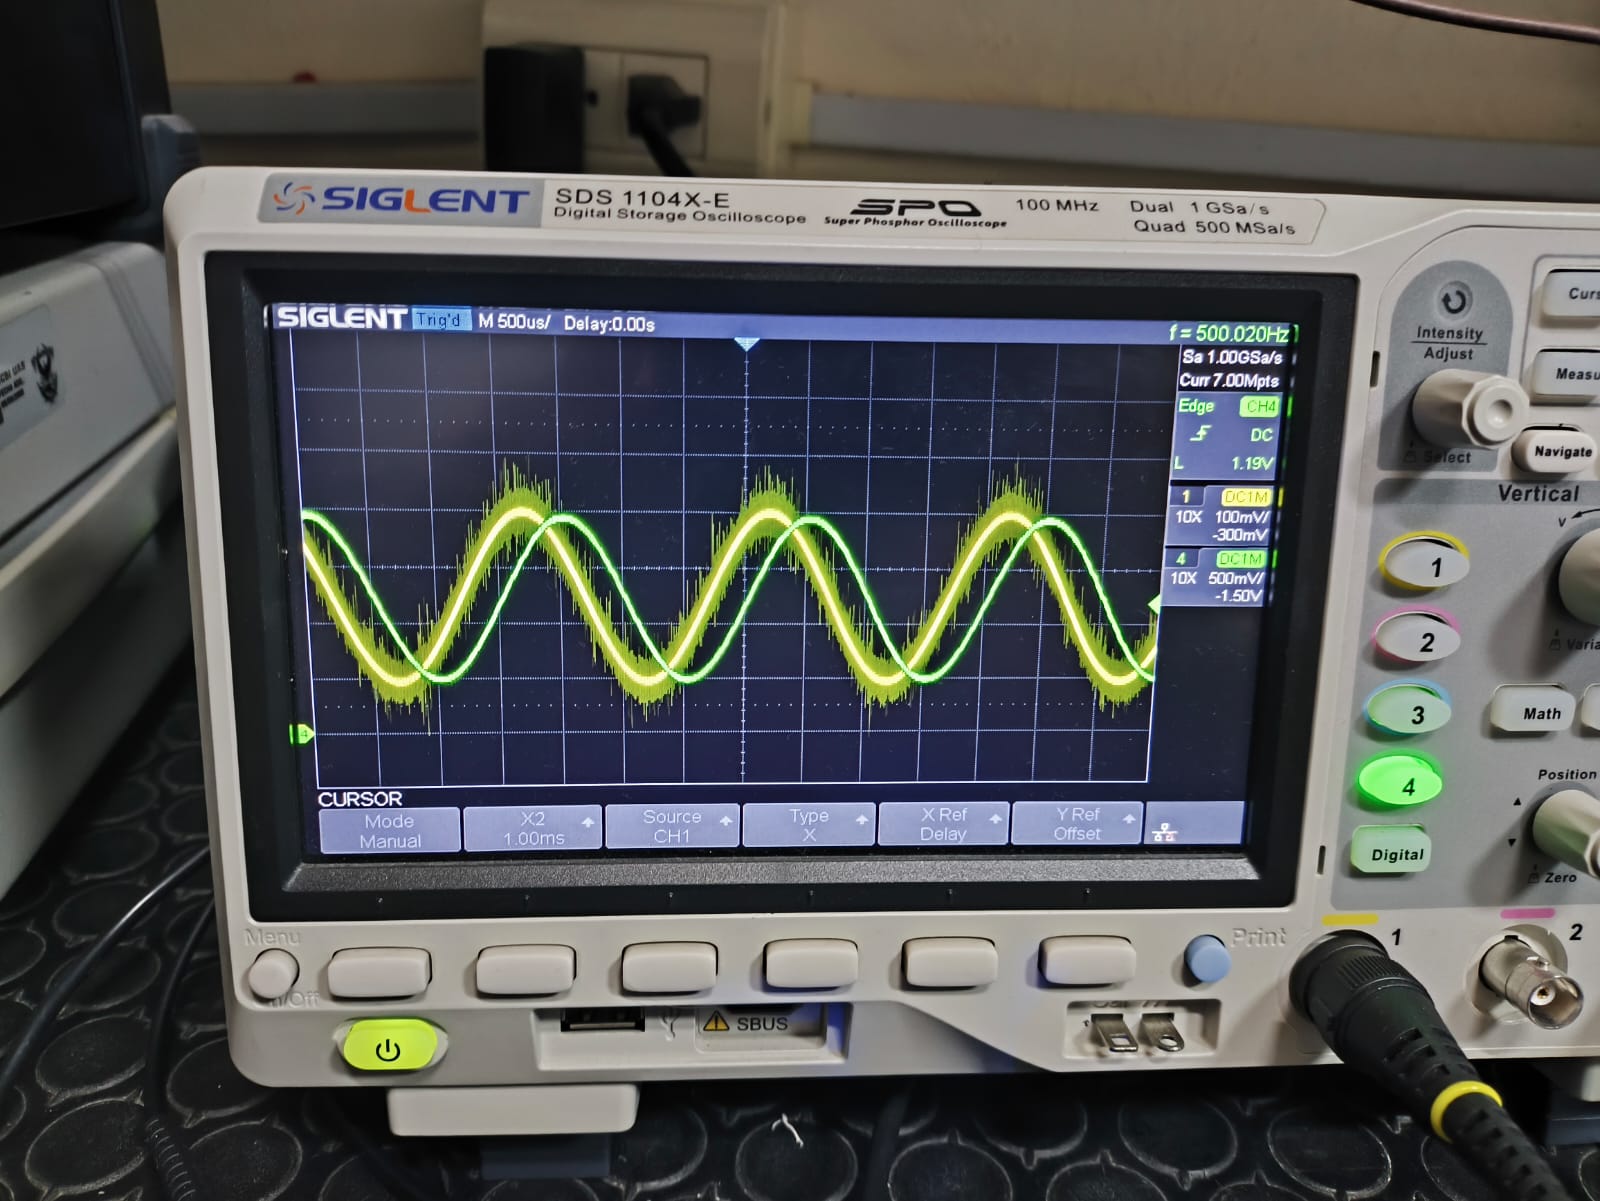 SIGLENT
SDS 1104X-E
Digital Storage Oscilloscope
SPO
Super Phosphor Oscilloscope
100 MHz
Dual 1 GSa/s
Quad 500 MSa/s
SIGLENT Trig'd M 500us/ Delay:0.00s
f = 500.020Hz
Sa 1.00GSa/s
Curr 7.00Mpts
Edge CH4
DC
L 1.19V
1 DC1M
10X 100mV/
-300mV
4 DC1M
10X 500mV/
-1.50V
4
CURSOR
Mode
Manual
X2
1.00ms
Source
CH1
Type
X
X Ref
Delay
Y Ref
Offset
Intensity
Adjust
Select
Navigate
Vertical
V
1
2
3
4
Math
Digital
Position
Zero
Menu
On/Off
Print
SBUS
1
2